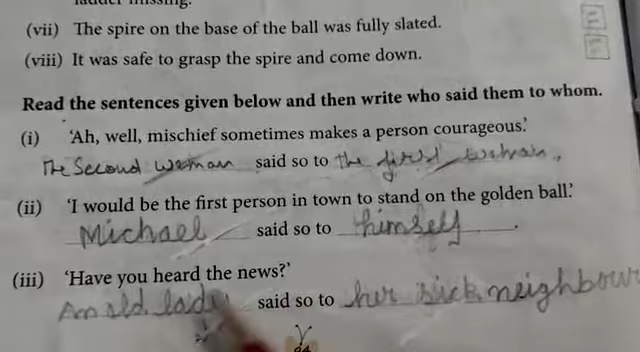 ladder missing.
(vii) The spire on the base of the ball was fully slated.
(viii) It was safe to grasp the spire and come down.
Read the sentences given below and then write who said them to whom.
(i) 'Ah, well, mischief sometimes makes a person courageous.'
The Second woman said so to the first woman.
(ii) 'I would be the first person in town to stand on the golden ball.'
Michael said so to himself.
(iii) 'Have you heard the news?'
An old lady said so to her sick neighbour